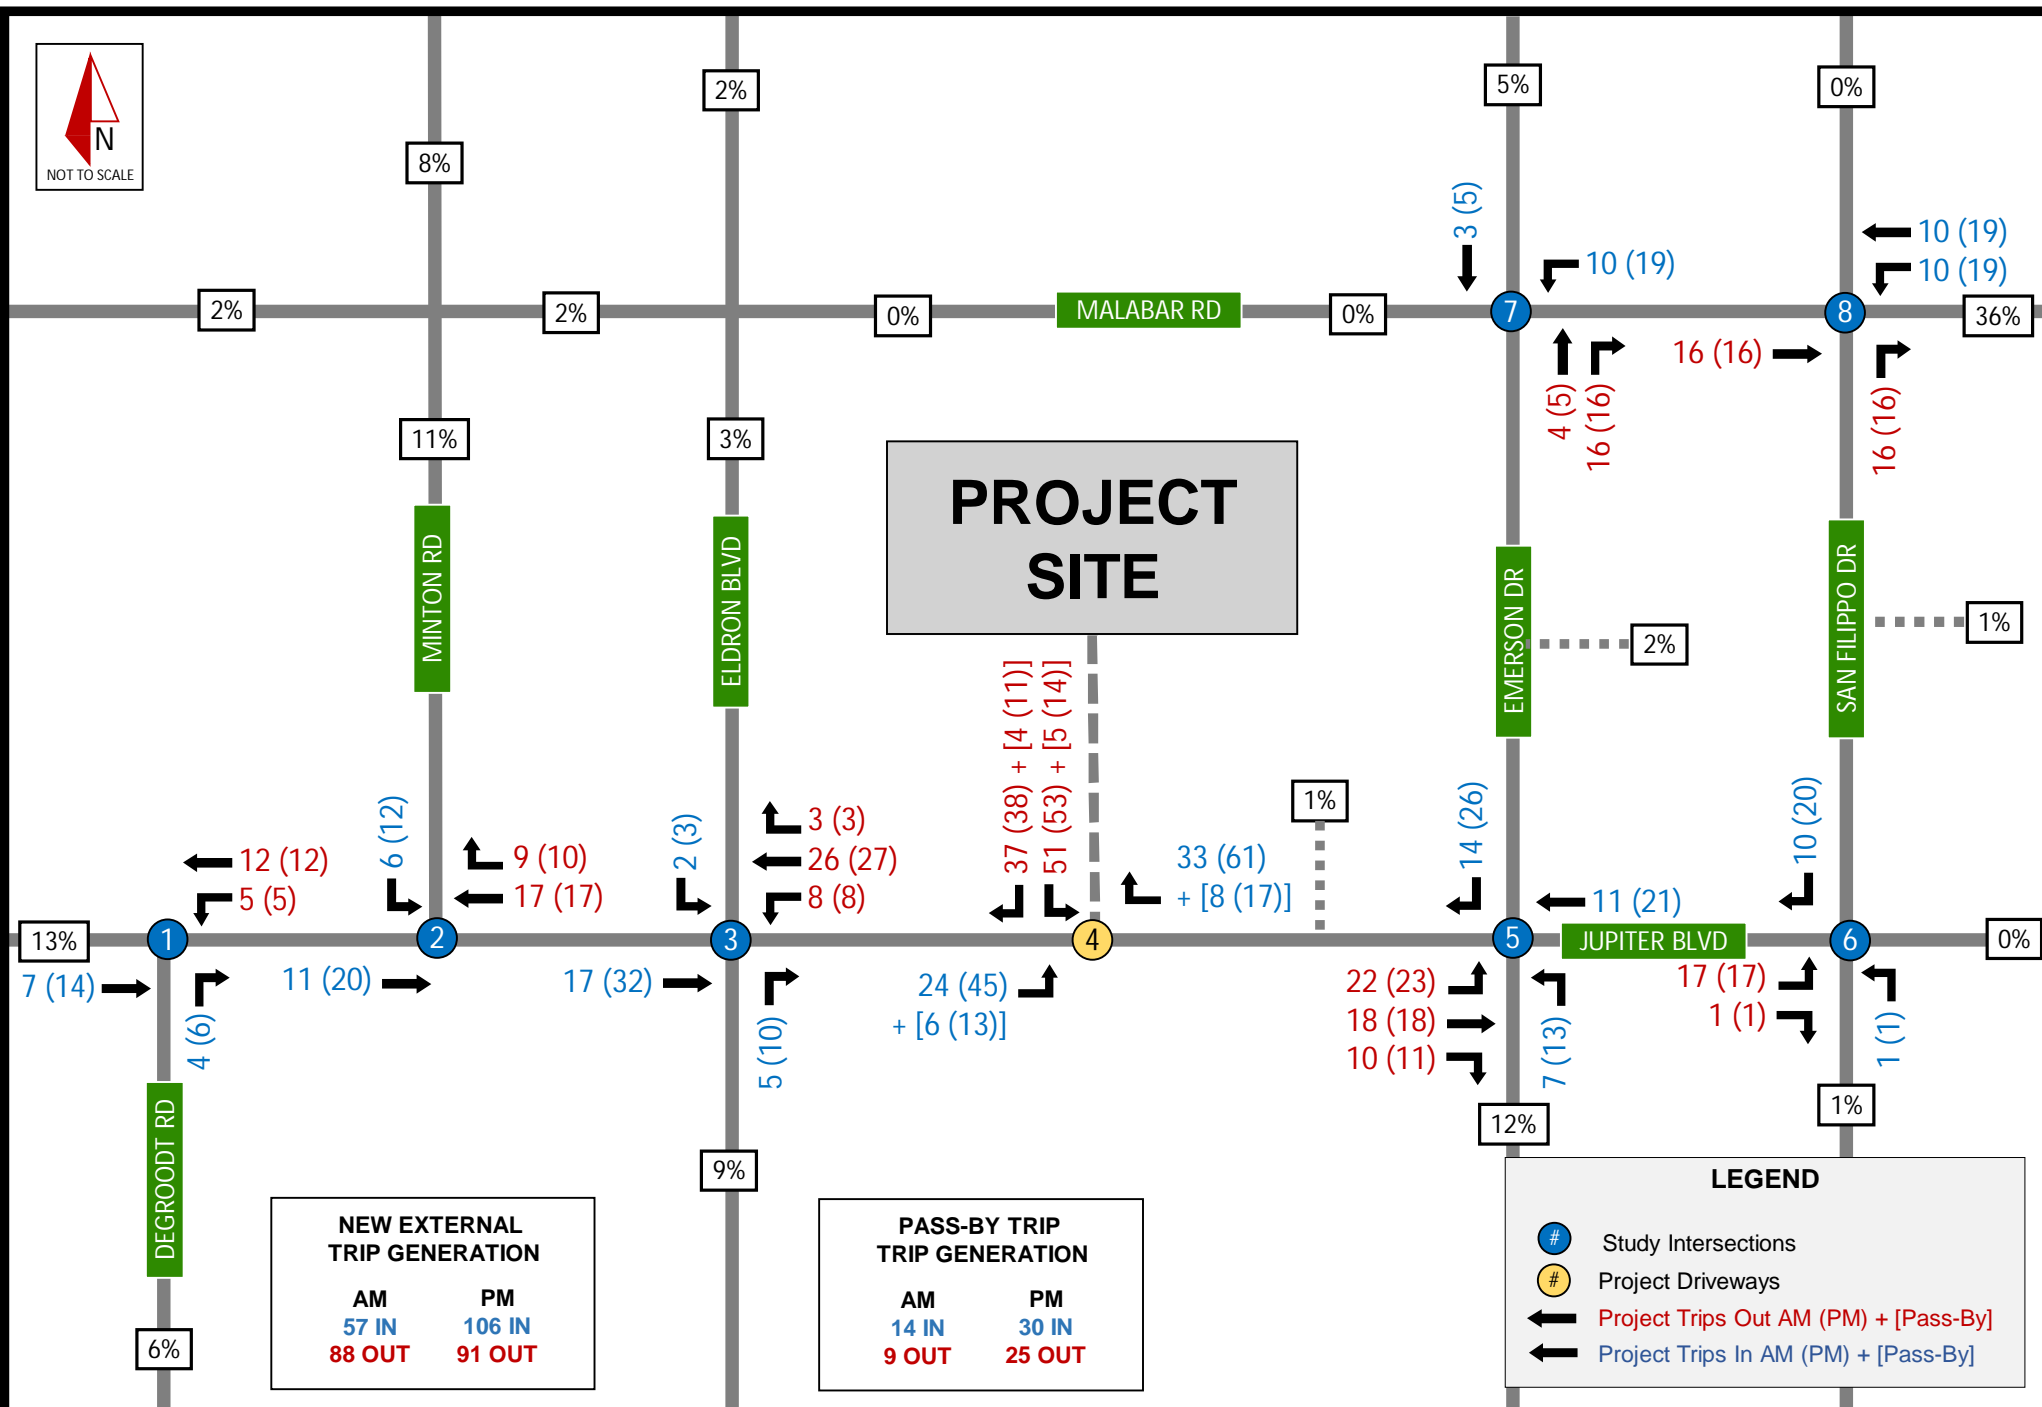 N
NOT TO SCALE
2%
8%
5%
0%
3 (5)
10 (19)
10 (19)
10 (19)
2%
2%
0%
MALABAR RD
0%
7
8
36%
4 (5)
16 (16)
16 (16)
16 (16)
11%
3%
PROJECT
SITE
MINTON RD
ELDRON BLVD
EMERSON DR
SAN FILIPPO DR
2%
1%
37 (38) + [4 (11)]
51 (53) + [5 (14)]
1%
12 (12)
5 (5)
6 (12)
9 (10)
17 (17)
2 (3)
3 (3)
26 (27)
8 (8)
33 (61)
+ [8 (17)]
14 (26)
11 (21)
10 (20)
13%
1
2
3
4
5
JUPITER BLVD
6
0%
7 (14)
4 (6)
11 (20)
17 (32)
5 (10)
24 (45)
+ [6 (13)]
22 (23)
18 (18)
10 (11)
7 (13)
17 (17)
1 (1)
1 (1)
DEGROODT RD
6%
9%
12%
1%
NEW EXTERNAL
TRIP GENERATION
AM PM
57 IN 106 IN
88 OUT 91 OUT
PASS-BY TRIP
TRIP GENERATION
AM PM
14 IN 30 IN
9 OUT 25 OUT
LEGEND
# Study Intersections
# Project Driveways
Project Trips Out AM (PM) + [Pass-By]
Project Trips In AM (PM) + [Pass-By]